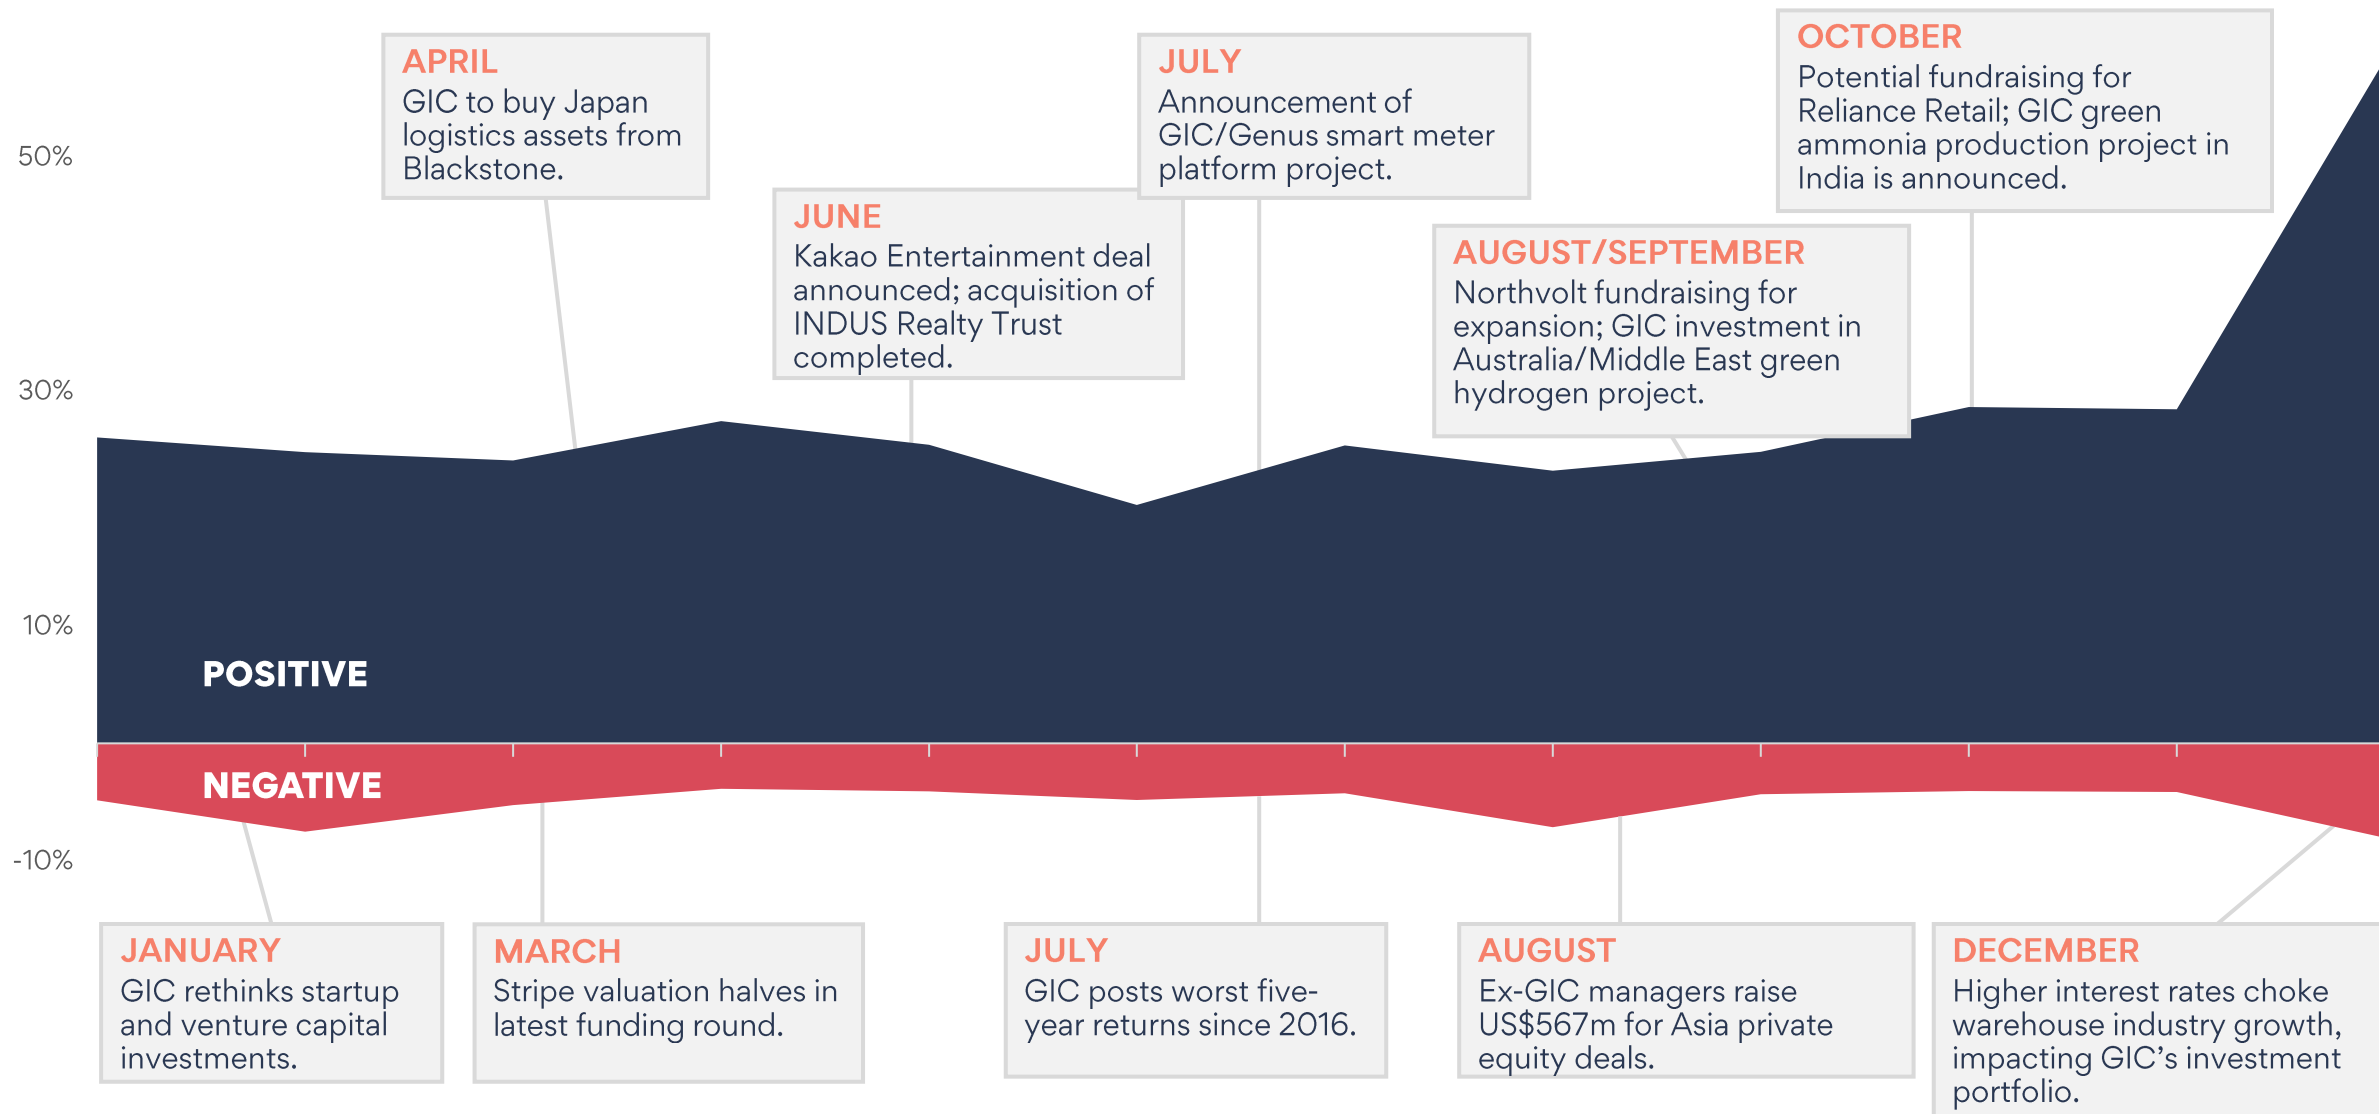 APRIL
GIC to buy Japan
logistics assets from
Blackstone.
JUNE
Kakao Entertainment deal
announced; acquisition of
INDUS Realty Trust
completed.
JULY
Announcement of
GIC/Genus smart meter
platform project.
AUGUST/SEPTEMBER
Northvolt fundraising for
expansion; GIC investment in
Australia/Middle East green
hydrogen project.
OCTOBER
Potential fundraising for
Reliance Retail; GIC green
ammonia production project in
India is announced.
50%
30%
10%
-10%
POSITIVE
NEGATIVE
JANUARY
GIC rethinks startup
and venture capital
investments.
MARCH
Stripe valuation halves in
latest funding round.
JULY
GIC posts worst five-
year returns since 2016.
AUGUST
Ex-GIC managers raise
US$567m for Asia private
equity deals.
DECEMBER
Higher interest rates choke
warehouse industry growth,
impacting GIC’s investment
portfolio.